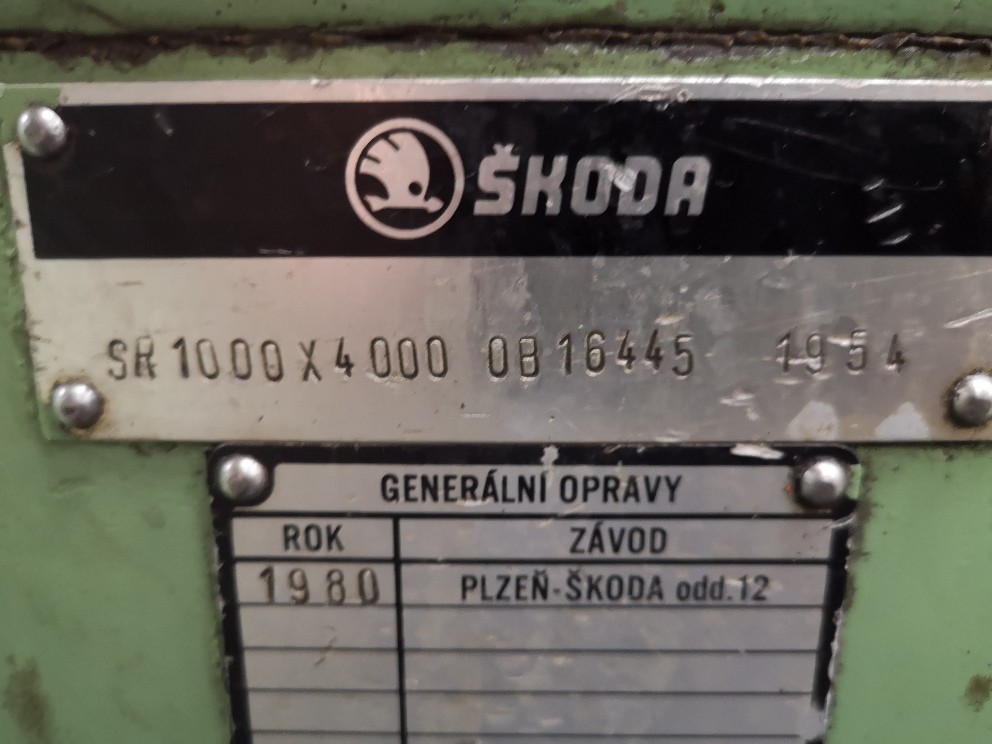 ŠKODA
SR 1000 X 4000 OB 16445 1954
GENERÁLNÍ OPRAVY
ROK ZÁVOD
1980 PLZEŇ-ŠKODA odd.12